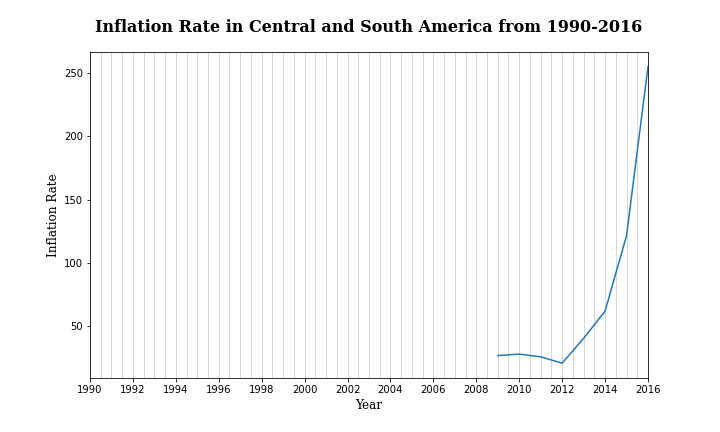 Inflation Rate in Central and South America from 1990-2016
250
200
150
100
50
Inflation Rate
1990 1992 1994 1996 1998 2000 2002 2004 2006 2008 2010 2012 2014 2016
Year